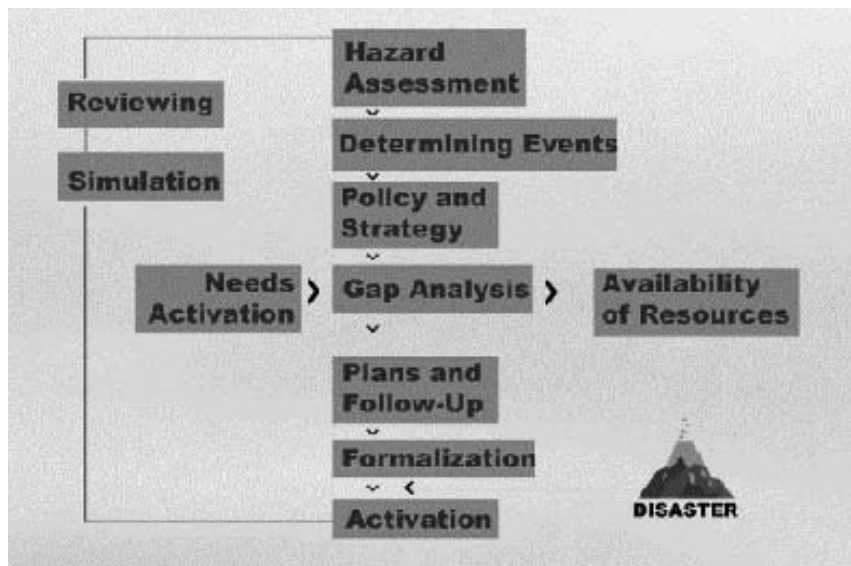 Hazard
Assessment
Reviewing
Determining Events
Simulation
Policy and
Strategy
Needs
Activation
Gap Analysis
Availability
of Resources
Plans and
Follow-Up
Formalization
Activation
DISASTER